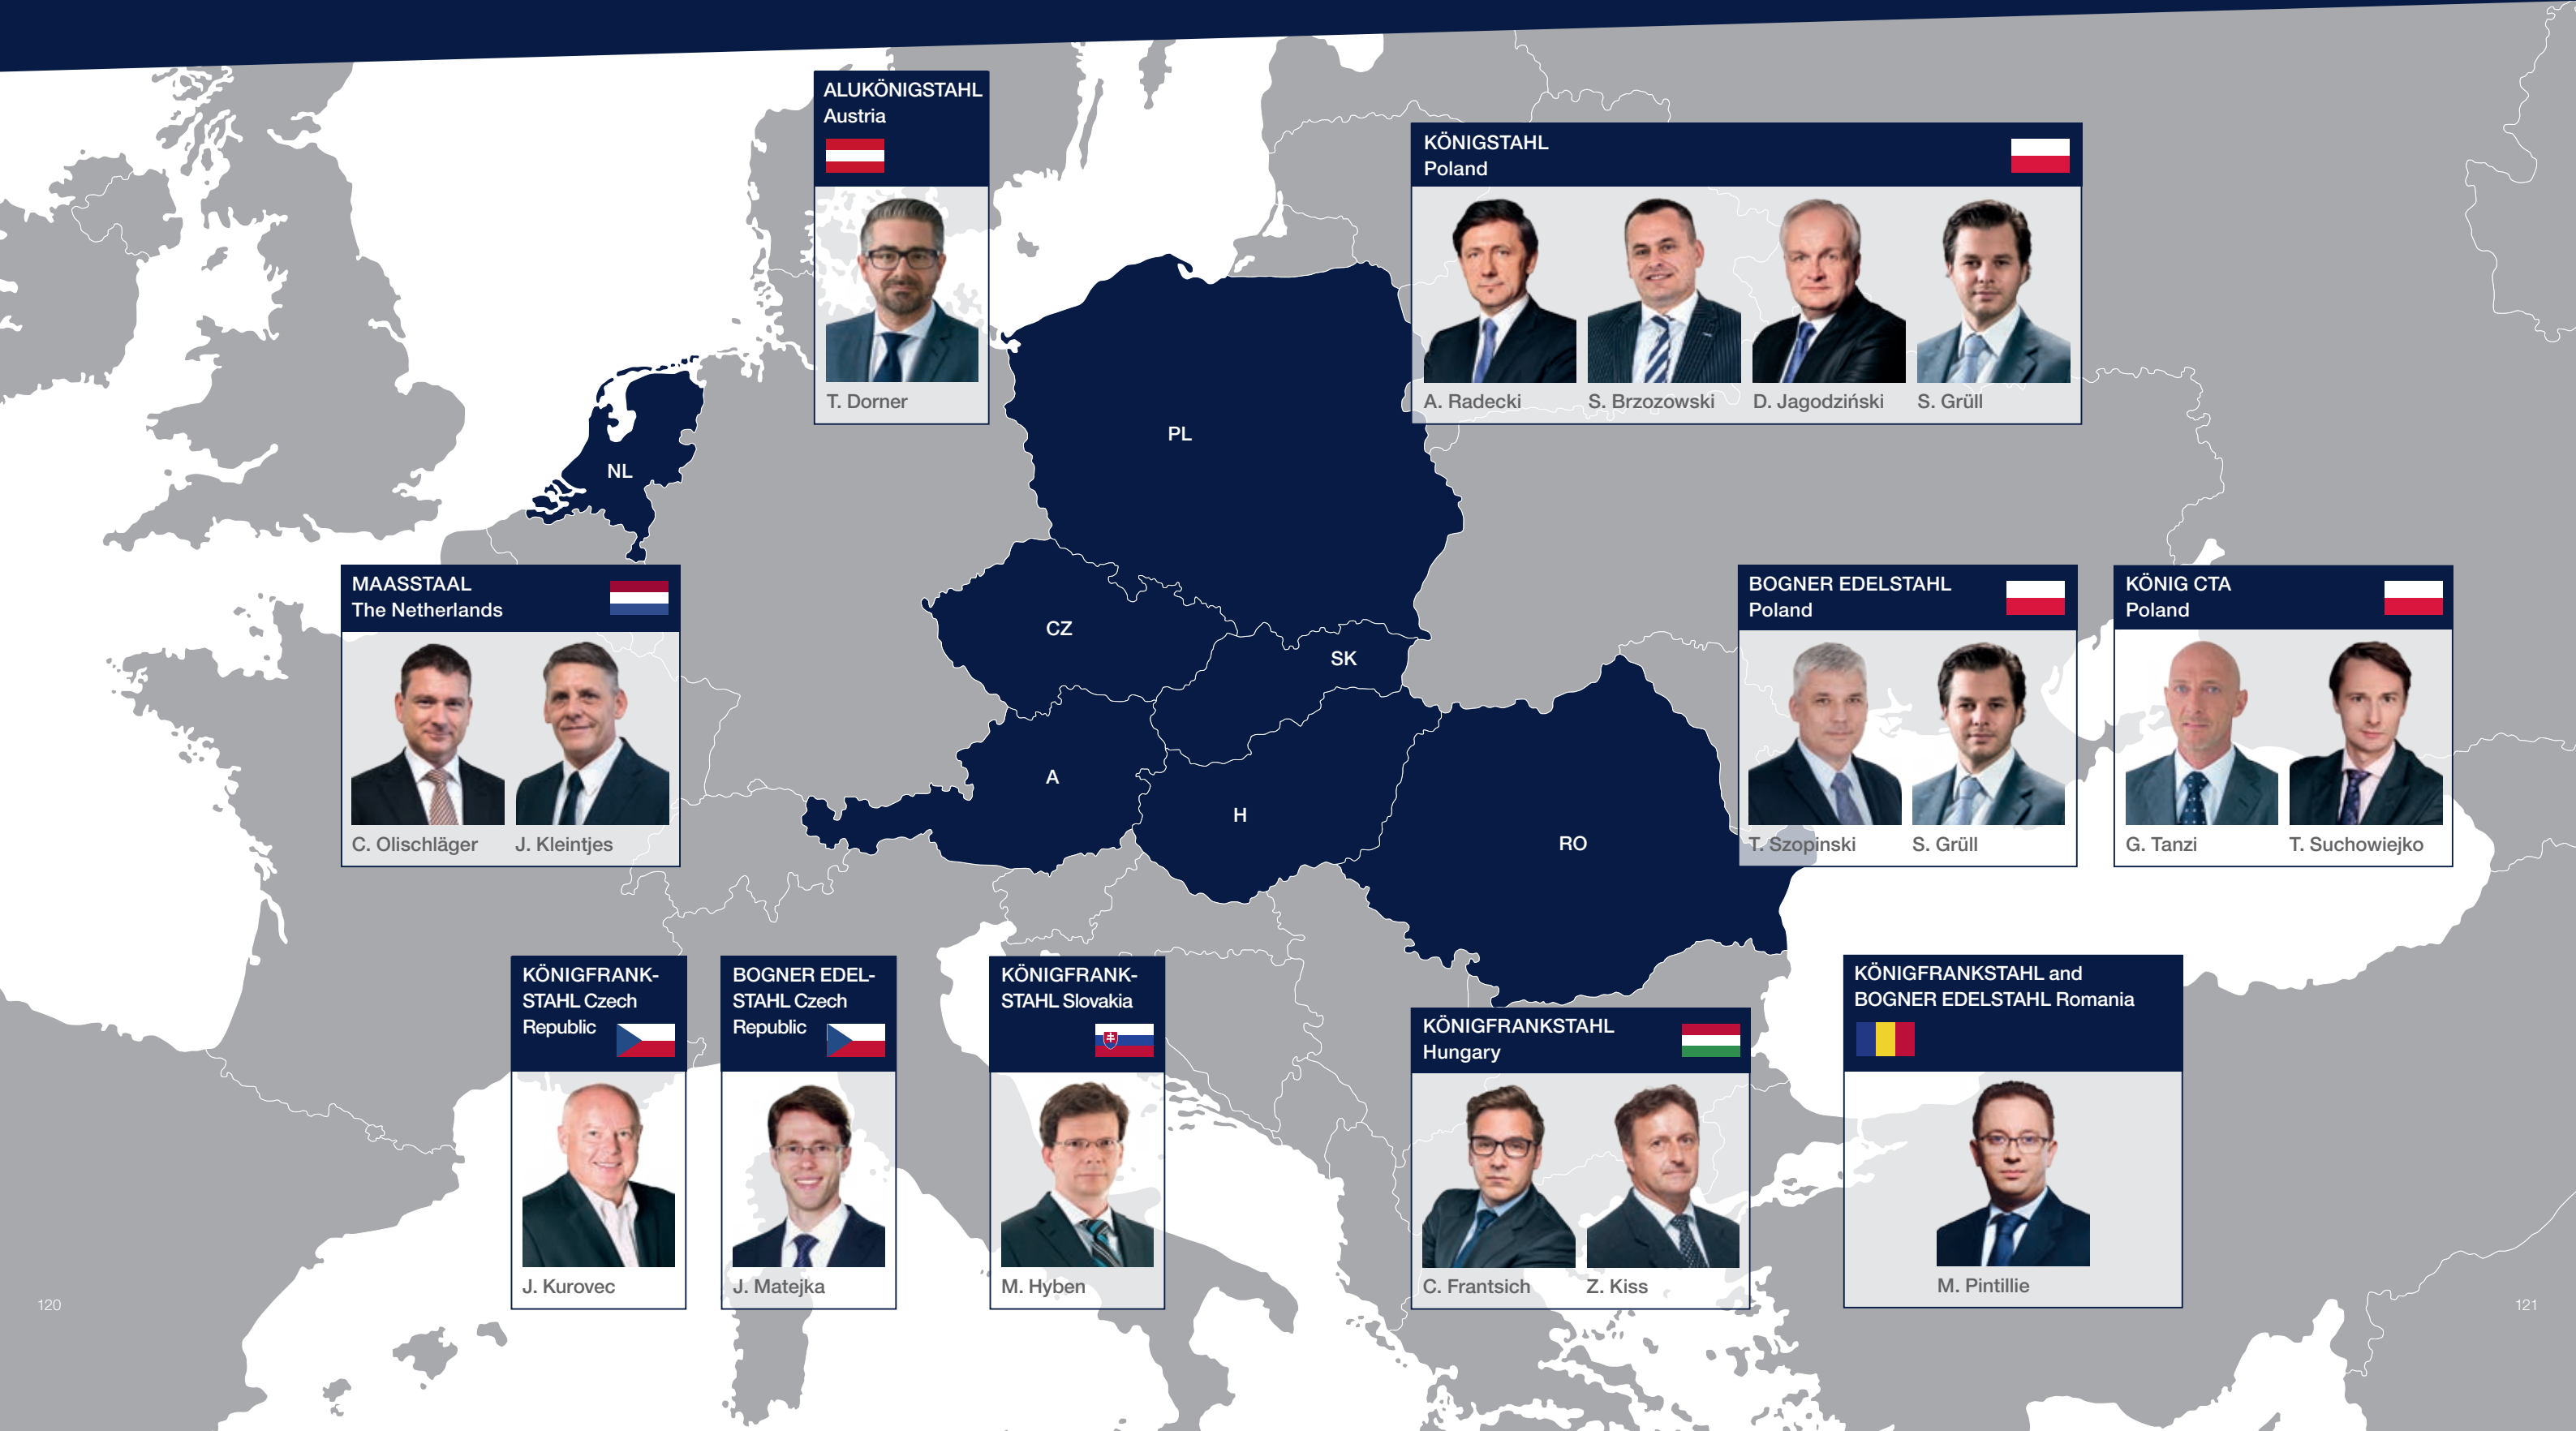 ALUKÖNIGSTAHL
Austria
T. Dorner
KÖNIGSTAHL
Poland
A. Radecki
S. Brzozowski
D. Jagodziński
S. Grüll
PL
NL
MAASSTAAL
The Netherlands
C. Olischläger
J. Kleintjes
CZ
SK
A
H
RO
BOGNER EDELSTAHL
Poland
T. Szopinski
S. Grüll
KÖNIG CTA
Poland
G. Tanzi
T. Suchowiejko
KÖNIGFRANK-
STAHL Czech
Republic
J. Kurovec
BOGNER EDEL-
STAHL Czech
Republic
J. Matejka
KÖNIGFRANK-
STAHL Slovakia
M. Hyben
KÖNIGFRANKSTAHL
Hungary
C. Frantsich
Z. Kiss
KÖNIGFRANKSTAHL and
BOGNER EDELSTAHL Romania
M. Pintillie
120
121